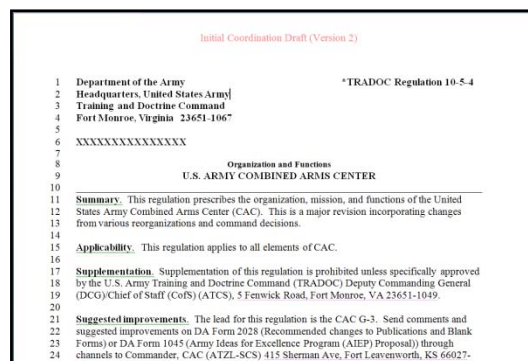 Initial Coordination Draft (Version 2)
1 Department of the Army *TRADOC Regulation 10-5-4
2 Headquarters, United States Army
3 Training and Doctrine Command
4 Fort Monroe, Virginia 23651-1067
5
6 XXXXXXXXXXXXXXX
7
8 Organization and Functions
9 U.S. ARMY COMBINED ARMS CENTER
10
11 Summary. This regulation prescribes the organization, mission, and functions of the United
12 States Army Combined Arms Center (CAC). This is a major revision incorporating changes
13 from various reorganizations and command decisions.
14
15 Applicability. This regulation applies to all elements of CAC.
16
17 Supplementation. Supplementation of this regulation is prohibited unless specifically approved
18 by the U.S. Army Training and Doctrine Command (TRADOC) Deputy Commanding General
19 (DCG)/Chief of Staff (CofS) (ATCS), 5 Fenwick Road, Fort Monroe, VA 23651-1049.
20
21 Suggested improvements. The lead for this regulation is the CAC G-3. Send comments and
22 suggested improvements on DA Form 2028 (Recommended changes to Publications and Blank
23 Forms) or DA Form 1045 (Army Ideas for Excellence Program (AIEP) Proposal)) through
24 channels to Commander, CAC (ATZL-SCS) 415 Sherman Ave, Fort Leavenworth, KS 66027-